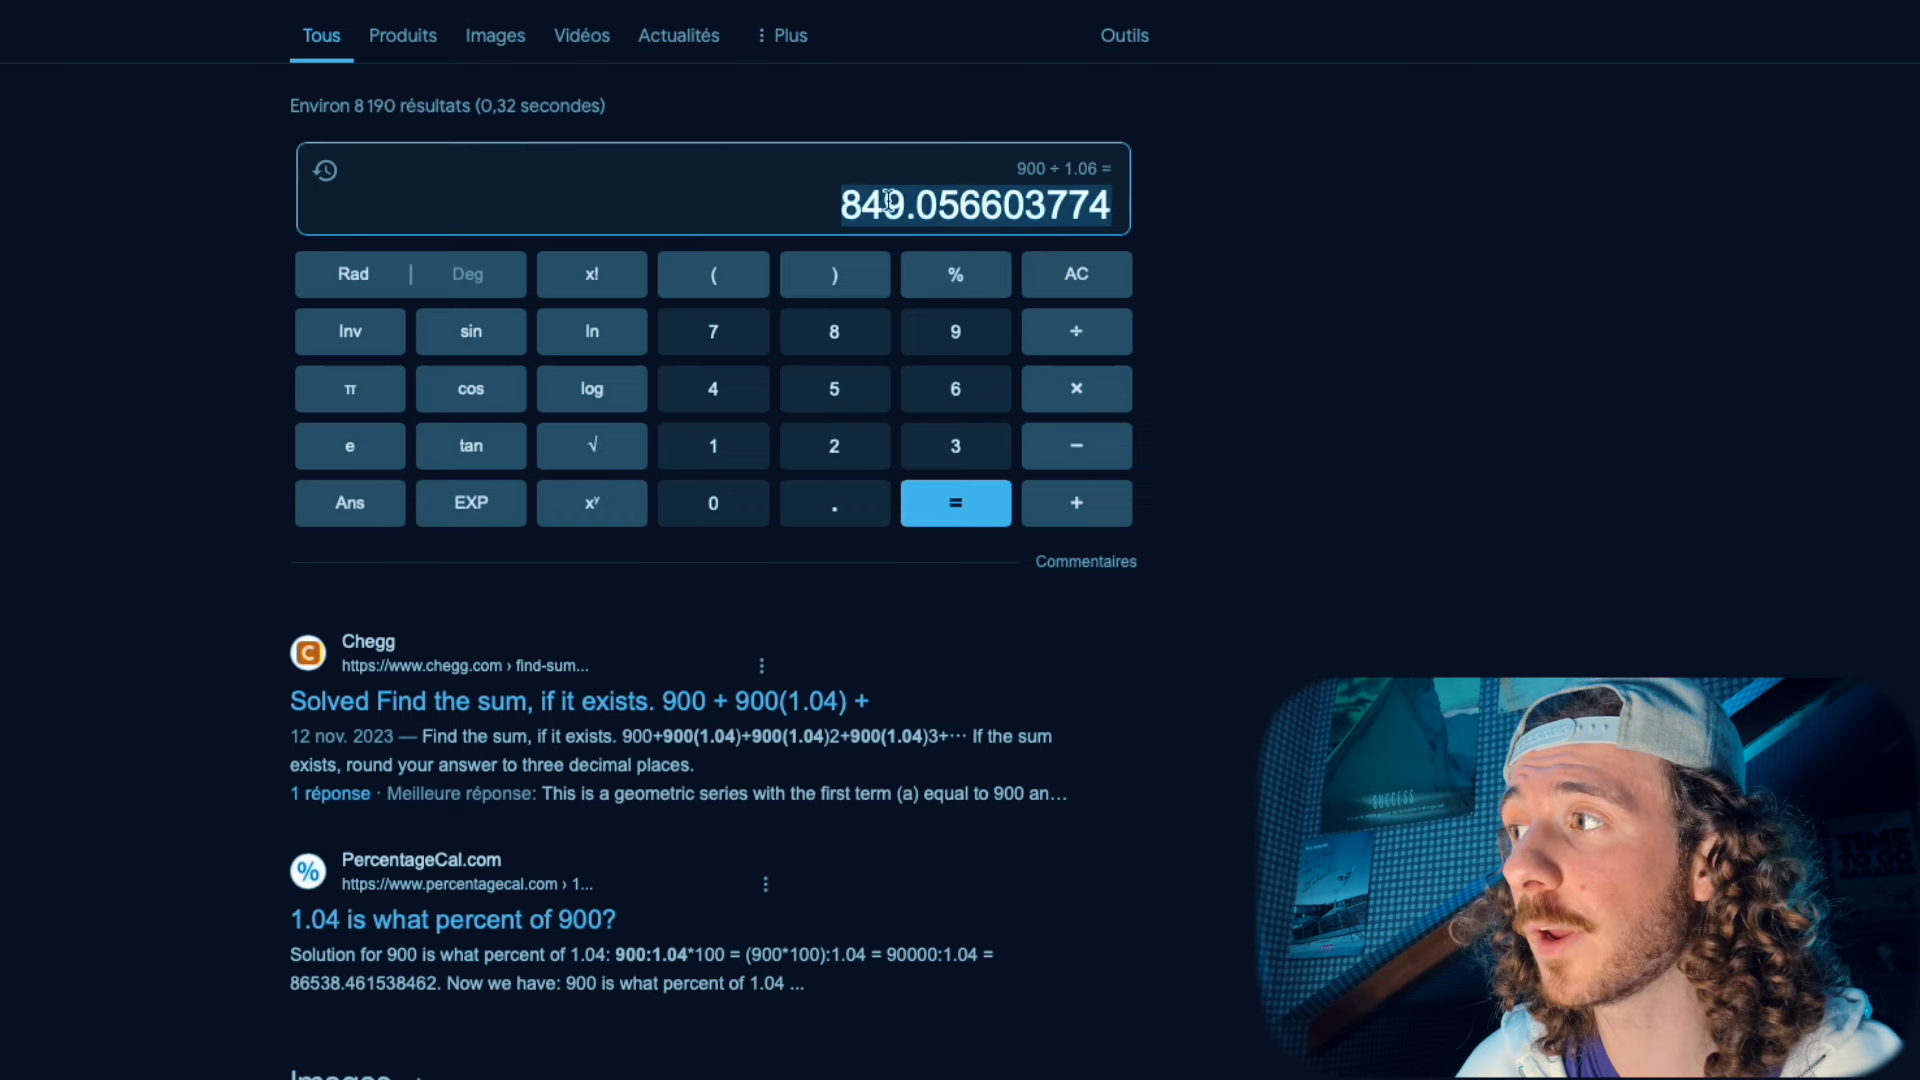 Tous Produits Images Vidéos Actualités Plus Outils
Environ 8 190 résultats (0,32 secondes)
900 ÷ 1.06 =
849.056603774
Rad | Deg x! ( ) % AC
Inv sin ln 7 8 9 ÷
π cos log 4 5 6 ×
e tan √ 1 2 3 −
Ans EXP xʸ 0 . = +
Commentaires
Chegg
https://www.chegg.com › find-sum...
Solved Find the sum, if it exists. 900 + 900(1.04) +
12 nov. 2023 — Find the sum, if it exists. 900+900(1.04)+900(1.04)2+900(1.04)3+⋯ If the sum
exists, round your answer to three decimal places.
1 réponse · Meilleure réponse: This is a geometric series with the first term (a) equal to 900 an...
PercentageCal.com
https://www.percentagecal.com › 1...
1.04 is what percent of 900?
Solution for 900 is what percent of 1.04: 900:1.04*100 = (900*100):1.04 = 90000:1.04 =
86538.461538462. Now we have: 900 is what percent of 1.04 ...
Images
SUCCESS
TIME
TO GO
BANANAS